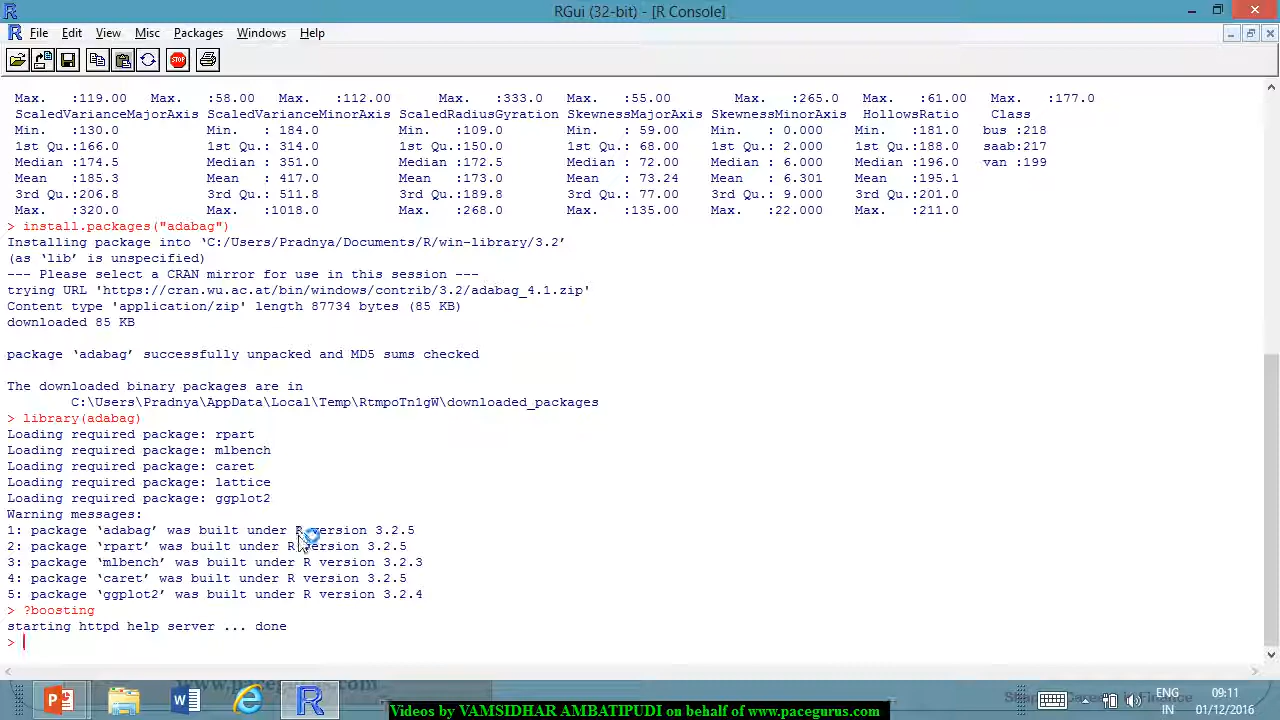 RGui (32-bit) - [R Console]
File Edit View Misc Packages Windows Help
Max. :119.00 Max. :58.00 Max. :112.00 Max. :333.0 Max. :55.00 Max. :265.0 Max. :61.00 Max. :177.0
ScaledVarianceMajorAxis ScaledVarianceMinorAxis ScaledRadiusGyration SkewnessMajorAxis SkewnessMinorAxis HollowsRatio Class
Min. :130.0 Min. : 184.0 Min. :109.0 Min. : 59.00 Min. : 0.000 Min. :181.0 bus :218
1st Qu.:166.0 1st Qu.: 314.0 1st Qu.:150.0 1st Qu.: 68.00 1st Qu.: 2.000 1st Qu.:188.0 saab:217
Median :174.5 Median : 351.0 Median :172.5 Median : 72.00 Median : 6.000 Median :196.0 van :199
Mean :185.3 Mean : 417.0 Mean :173.0 Mean : 73.24 Mean : 6.301 Mean :195.1
3rd Qu.:206.8 3rd Qu.: 511.8 3rd Qu.:189.8 3rd Qu.: 77.00 3rd Qu.: 9.000 3rd Qu.:201.0
Max. :320.0 Max. :1018.0 Max. :268.0 Max. :135.00 Max. :22.000 Max. :211.0
> install.packages("adabag")
Installing package into ‘C:/Users/Pradnya/Documents/R/win-library/3.2’
(as ‘lib’ is unspecified)
--- Please select a CRAN mirror for use in this session ---
trying URL 'https://cran.wu.ac.at/bin/windows/contrib/3.2/adabag_4.1.zip'
Content type 'application/zip' length 87734 bytes (85 KB)
downloaded 85 KB
package ‘adabag’ successfully unpacked and MD5 sums checked
The downloaded binary packages are in
C:\Users\Pradnya\AppData\Local\Temp\RtmpoTn1gW\downloaded_packages
> library(adabag)
Loading required package: rpart
Loading required package: mlbench
Loading required package: caret
Loading required package: lattice
Loading required package: ggplot2
Warning messages:
1: package ‘adabag’ was built under R version 3.2.5
2: package ‘rpart’ was built under R version 3.2.5
3: package ‘mlbench’ was built under R version 3.2.3
4: package ‘caret’ was built under R version 3.2.5
5: package ‘ggplot2’ was built under R version 3.2.4
> ?boosting
starting httpd help server ... done
>
www.pacegurus.com
ENG 09:11
IN 01/12/2016
Videos by VAMSIDHAR AMBATIPUDI on behalf of www.pacegurus.com